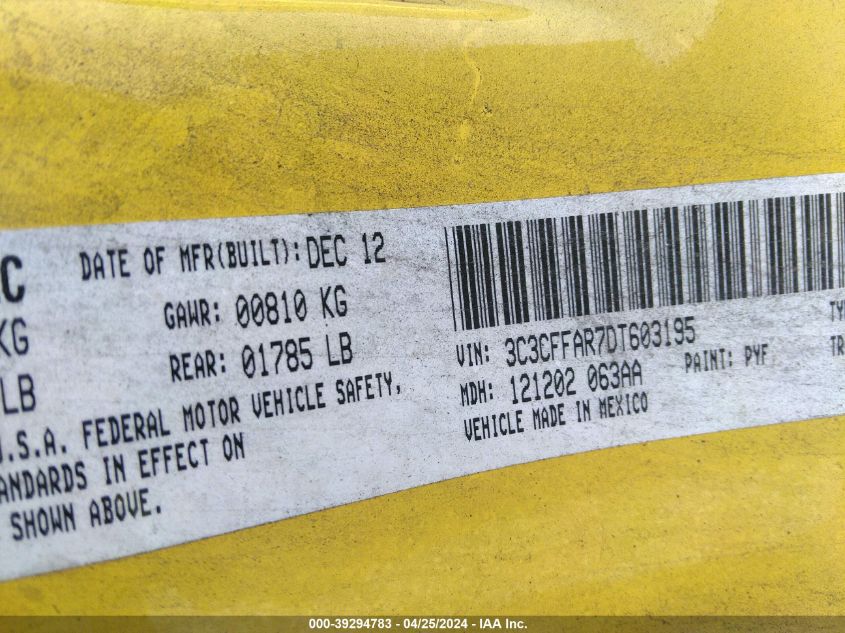 C
DATE OF MFR(BUILT): DEC 12
KG
GAWR: 00810 KG
LB
REAR: 01785 LB
U.S.A. FEDERAL MOTOR VEHICLE SAFETY,
ANDARDS IN EFFECT ON
SHOWN ABOVE.
VIN: 3C3CFFAR7DT603195
TY
MDH: 121202 063AA
PAINT: PYF
TR
VEHICLE MADE IN MEXICO
000-39294783 - 04/25/2024 - IAA Inc.